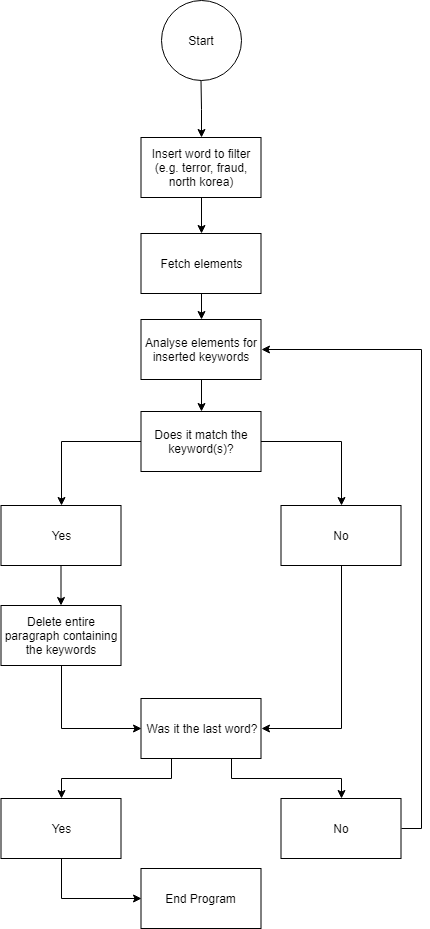 Start
Insert word to filter
(e.g. terror, fraud,
north korea)
Fetch elements
Analyse elements for
inserted keywords
Does it match the
keyword(s)?
Yes
No
Delete entire
paragraph containing
the keywords
Was it the last word?
Yes
No
End Program